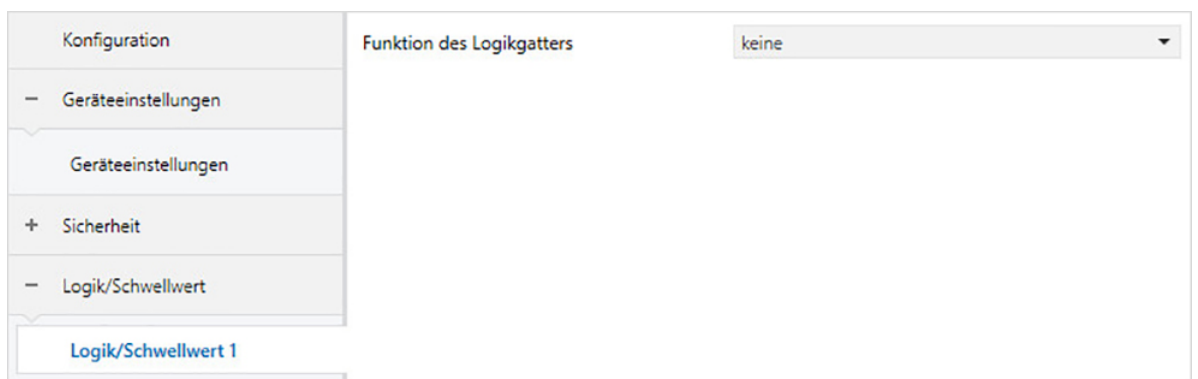 Konfiguration
Funktion des Logikgatters keine
− Geräteeinstellungen
Geräteeinstellungen
+ Sicherheit
− Logik/Schwellwert
Logik/Schwellwert 1